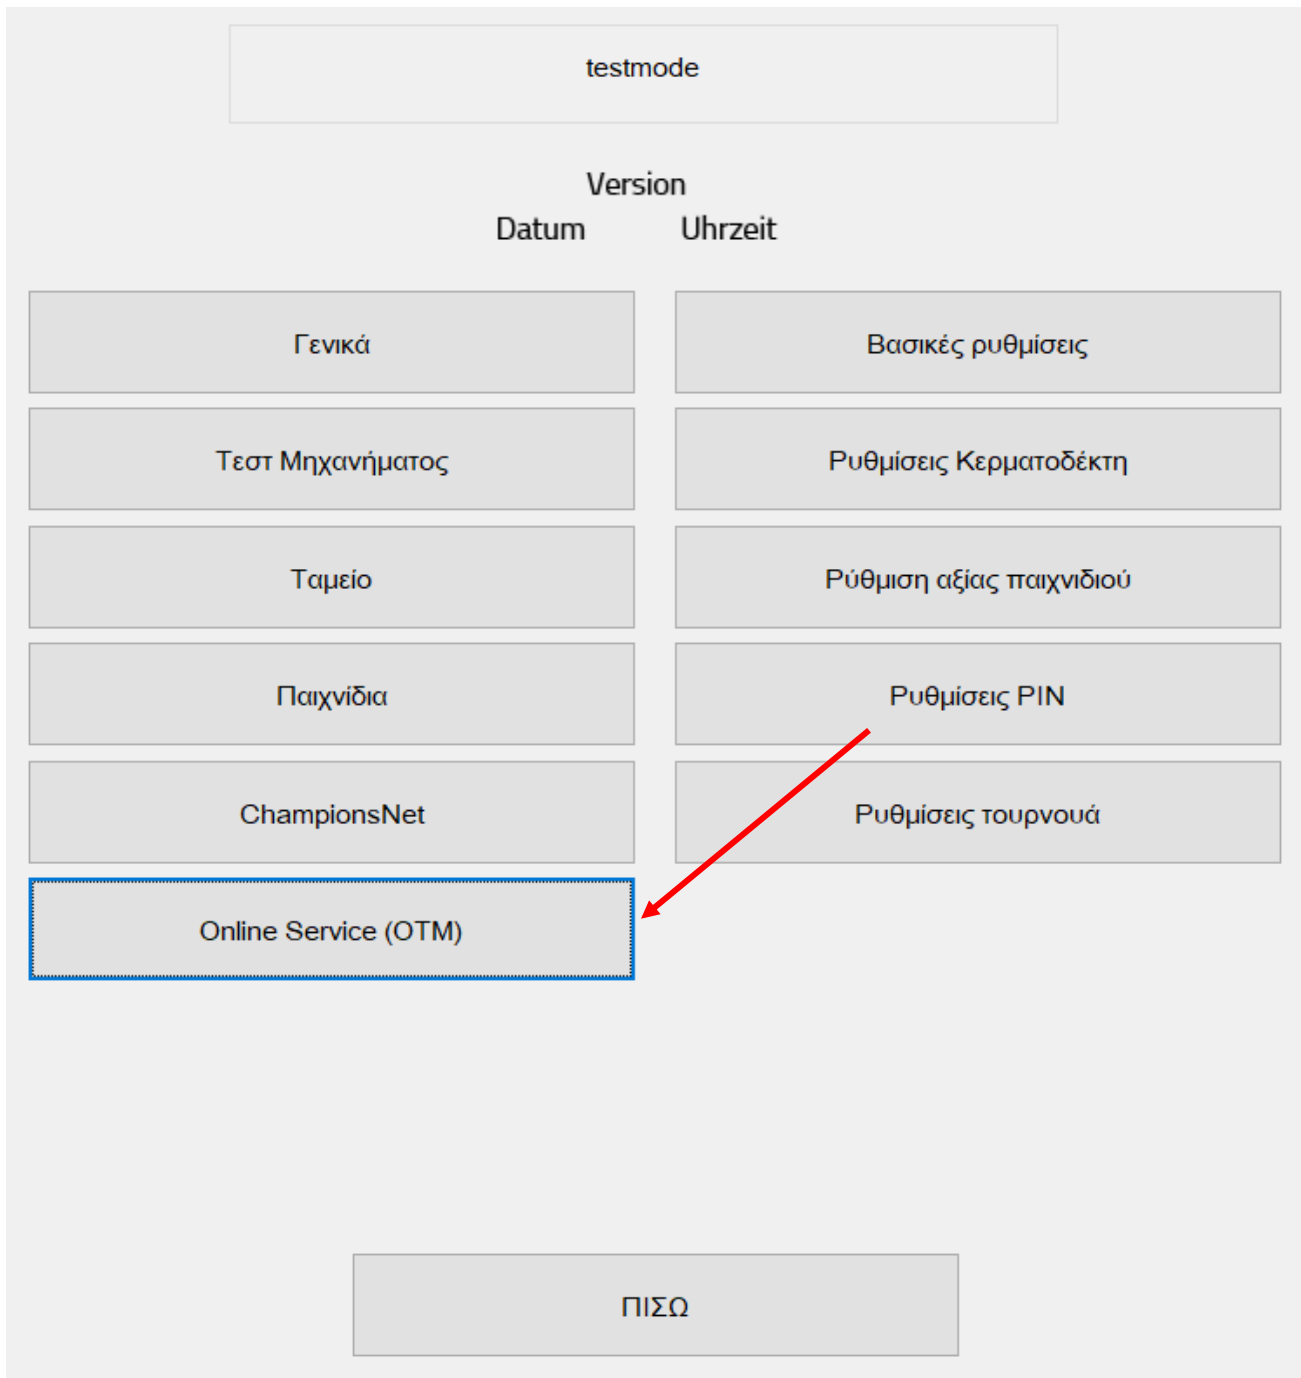 testmode
Version
Datum Uhrzeit
Γενικά
Βασικές ρυθμίσεις
Τεστ Μηχανήματος
Ρυθμίσεις Κερματοδέκτη
Ταμείο
Ρύθμιση αξίας παιχνιδιού
Παιχνίδια
Ρυθμίσεις PIN
ChampionsNet
Ρυθμίσεις τουρνουά
Online Service (OTM)
ΠΙΣΩ